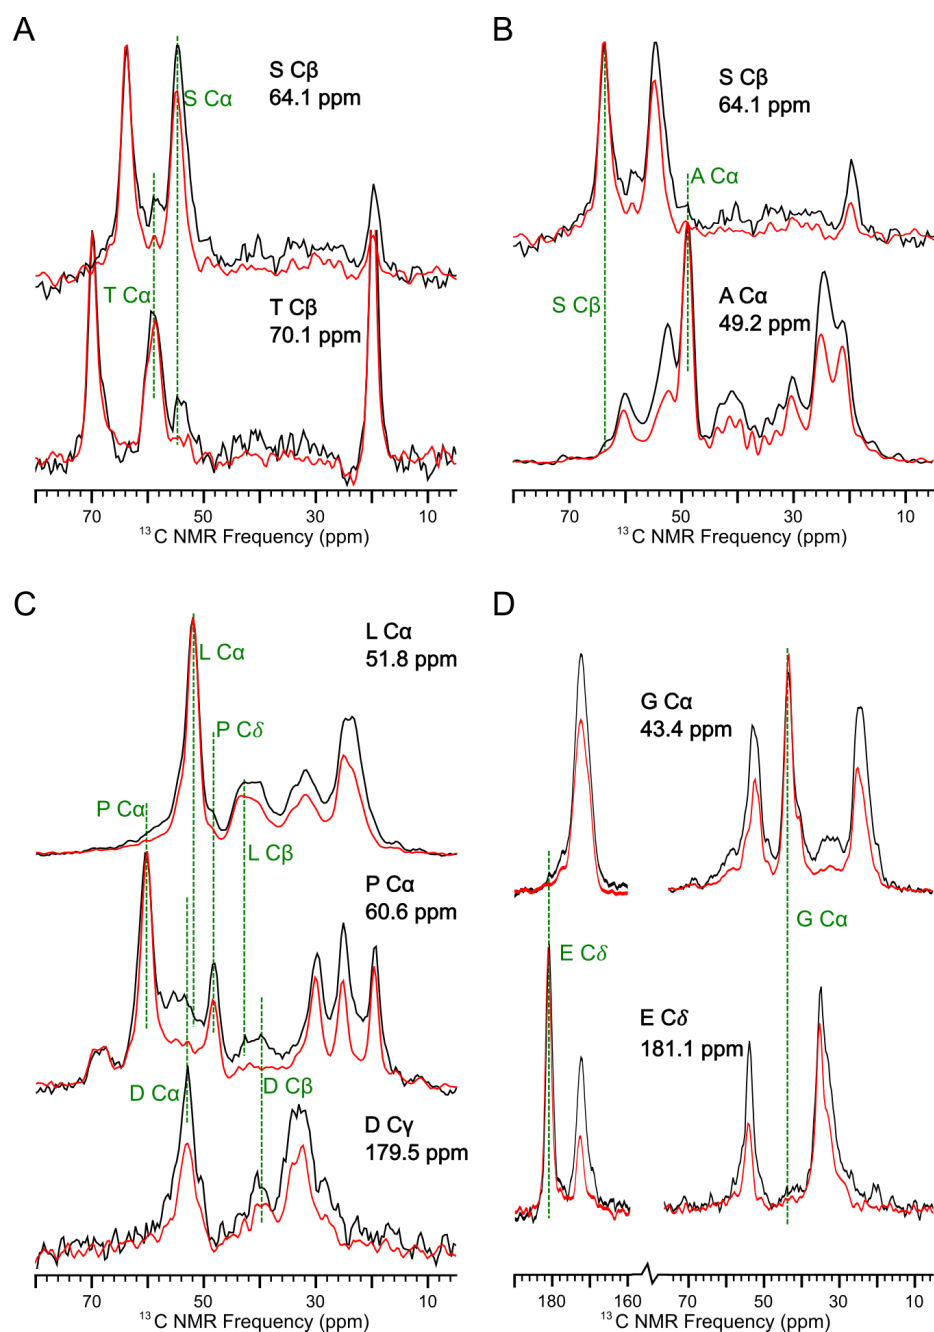 A
S Cβ
64.1 ppm
S Cα
T Cα
T Cβ
70.1 ppm
70 50 30 10
13C NMR Frequency (ppm)
B
S Cβ
64.1 ppm
A Cα
S Cβ
A Cα
49.2 ppm
70 50 30 10
13C NMR Frequency (ppm)
C
L Cα
51.8 ppm
L Cα
P Cδ
P Cα
L Cβ
P Cα
60.6 ppm
D Cα
D Cβ
D Cγ
179.5 ppm
70 50 30 10
13C NMR Frequency (ppm)
D
G Cα
43.4 ppm
G Cα
E Cδ
E Cδ
181.1 ppm
180 160 70 50 30 10
13C NMR Frequency (ppm)